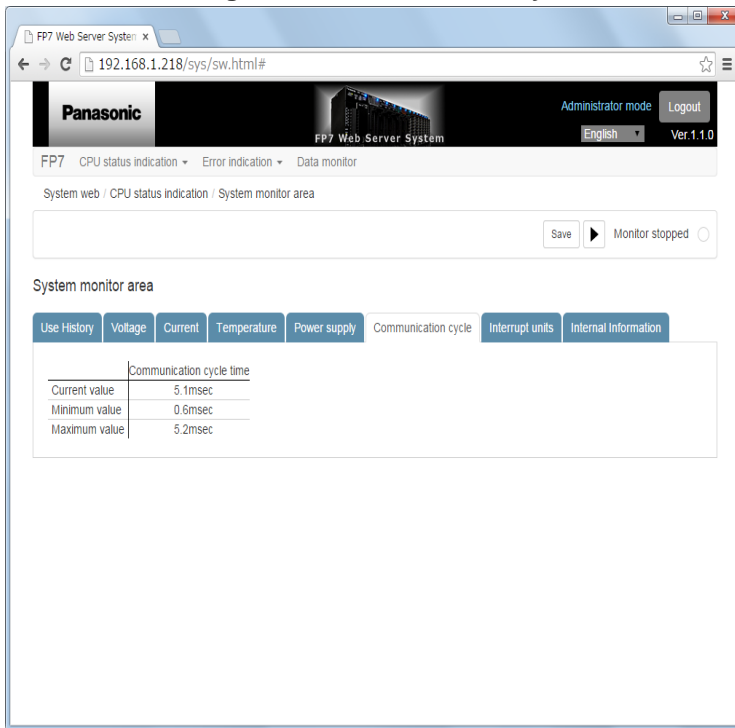 FP7 Web Server System
192.168.1.218/sys/sw.html#
Panasonic
FP7 Web Server System
Administrator mode Logout
English Ver.1.1.0
FP7 CPU status indication Error indication Data monitor
System web / CPU status indication / System monitor area
Save Monitor stopped
System monitor area
Use History Voltage Current Temperature Power supply Communication cycle Interrupt units Internal Information
Communication cycle time
Current value 5.1msec
Minimum value 0.6msec
Maximum value 5.2msec